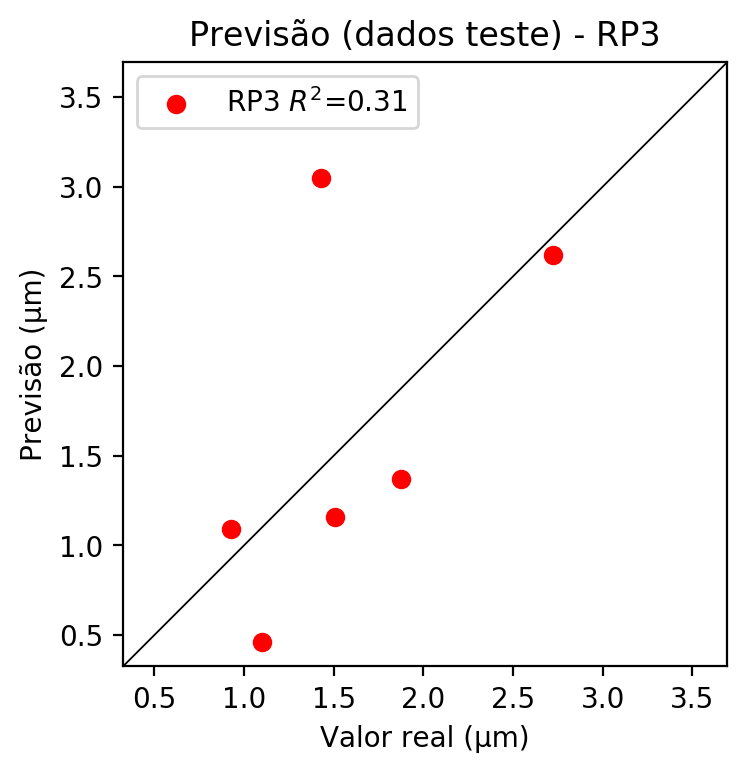 Previsão (dados teste) - RP3
RP3 R²=0.31
Previsão (µm)
3.5
3.0
2.5
2.0
1.5
1.0
0.5
0.5 1.0 1.5 2.0 2.5 3.0 3.5
Valor real (µm)